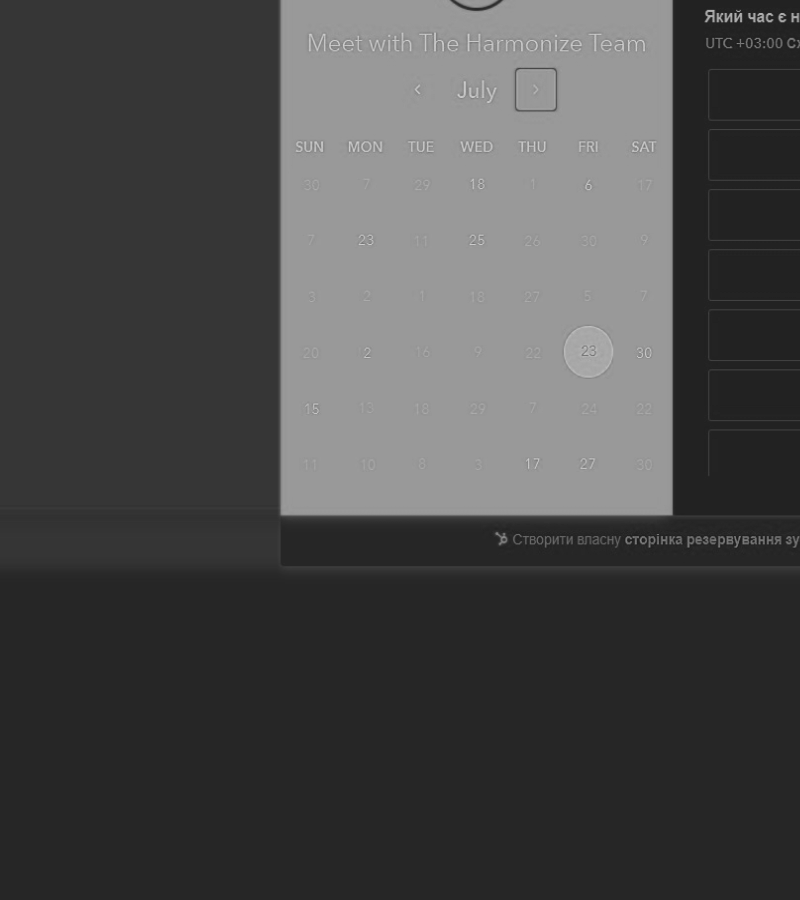 Який час є н
Meet with The Harmonize Team
UTC +03:00 Сх
‹ July ›
SUN MON TUE WED THU FRI SAT
30 7 29 18 1 6 17
7 23 11 25 26 30 9
3 2 1 18 27 5 7
20 2 16 9 22 23 30
15 13 18 29 7 24 22
11 10 8 3 17 27 30
Створити власну сторінка резервування зу